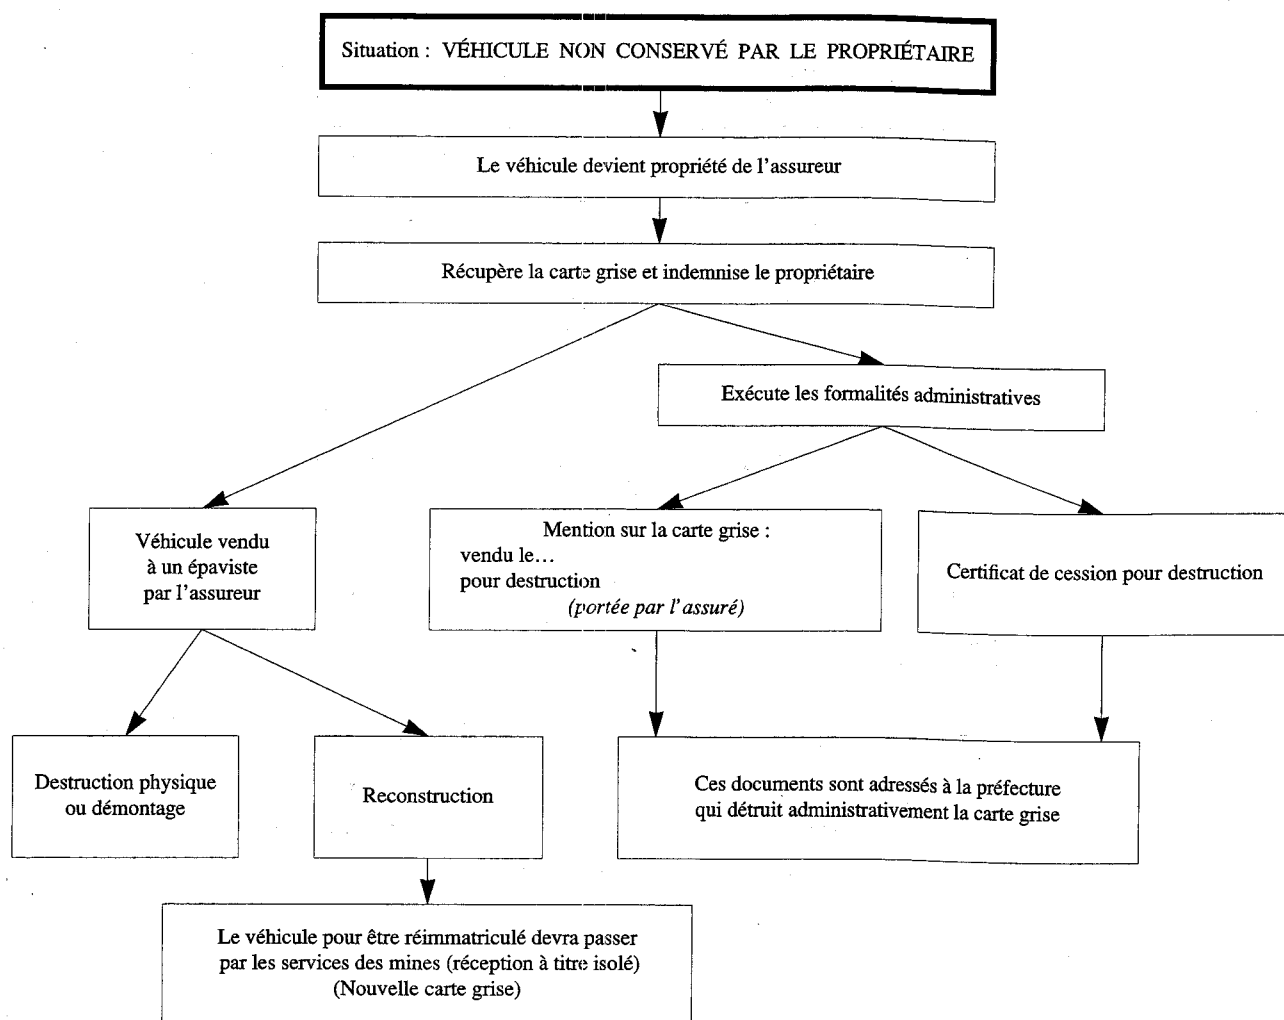 Situation : VÉHICULE NON CONSERVÉ PAR LE PROPRIÉTAIRE
Le véhicule devient propriété de l'assureur
Récupère la carte grise et indemnise le propriétaire
Exécute les formalités administratives
Véhicule vendu
à un épaviste
par l'assureur
Mention sur la carte grise :
vendu le...
pour destruction
(portée par l'assuré)
Certificat de cession pour destruction
Destruction physique
ou démontage
Reconstruction
Ces documents sont adressés à la préfecture
qui détruit administrativement la carte grise
Le véhicule pour être réimmatriculé devra passer
par les services des mines (réception à titre isolé)
(Nouvelle carte grise)